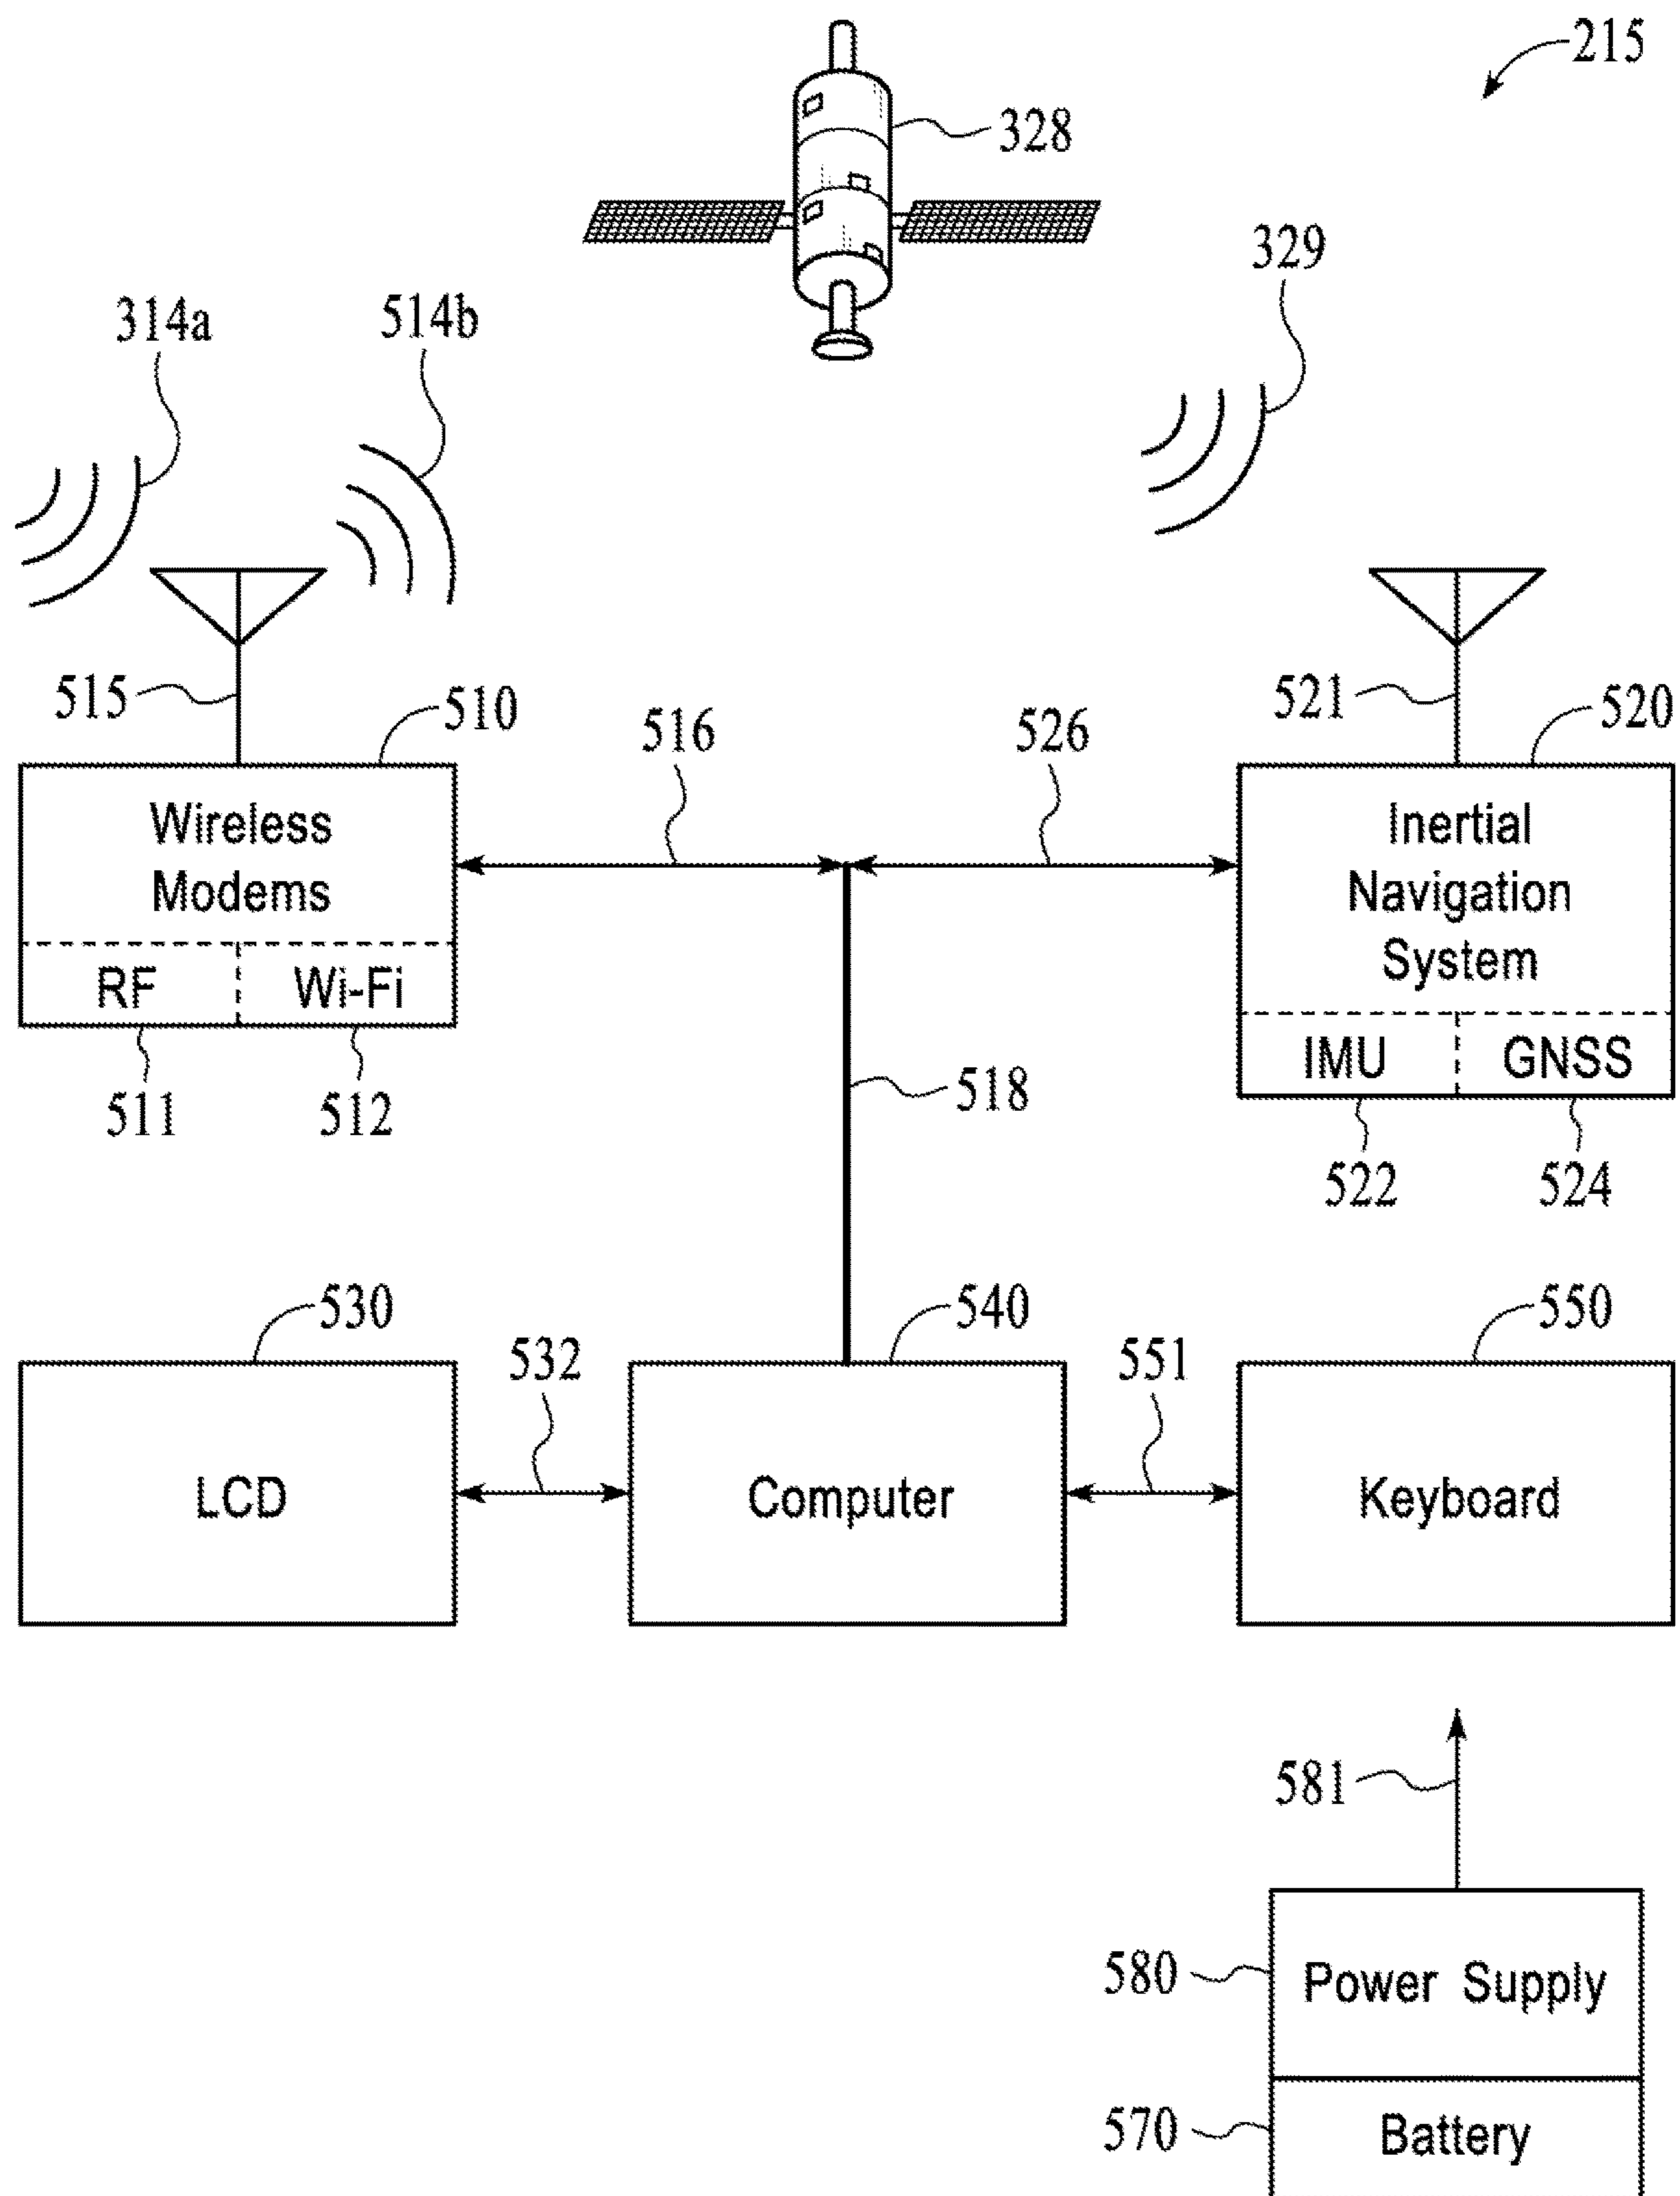 215
328
329
314a
514b
515
510
516
526
521
520
Wireless
Modems
RF
Wi-Fi
Inertial
Navigation
System
IMU
GNSS
511
512
518
522
524
530
532
540
551
550
LCD
Computer
Keyboard
581
580
Power Supply
570
Battery